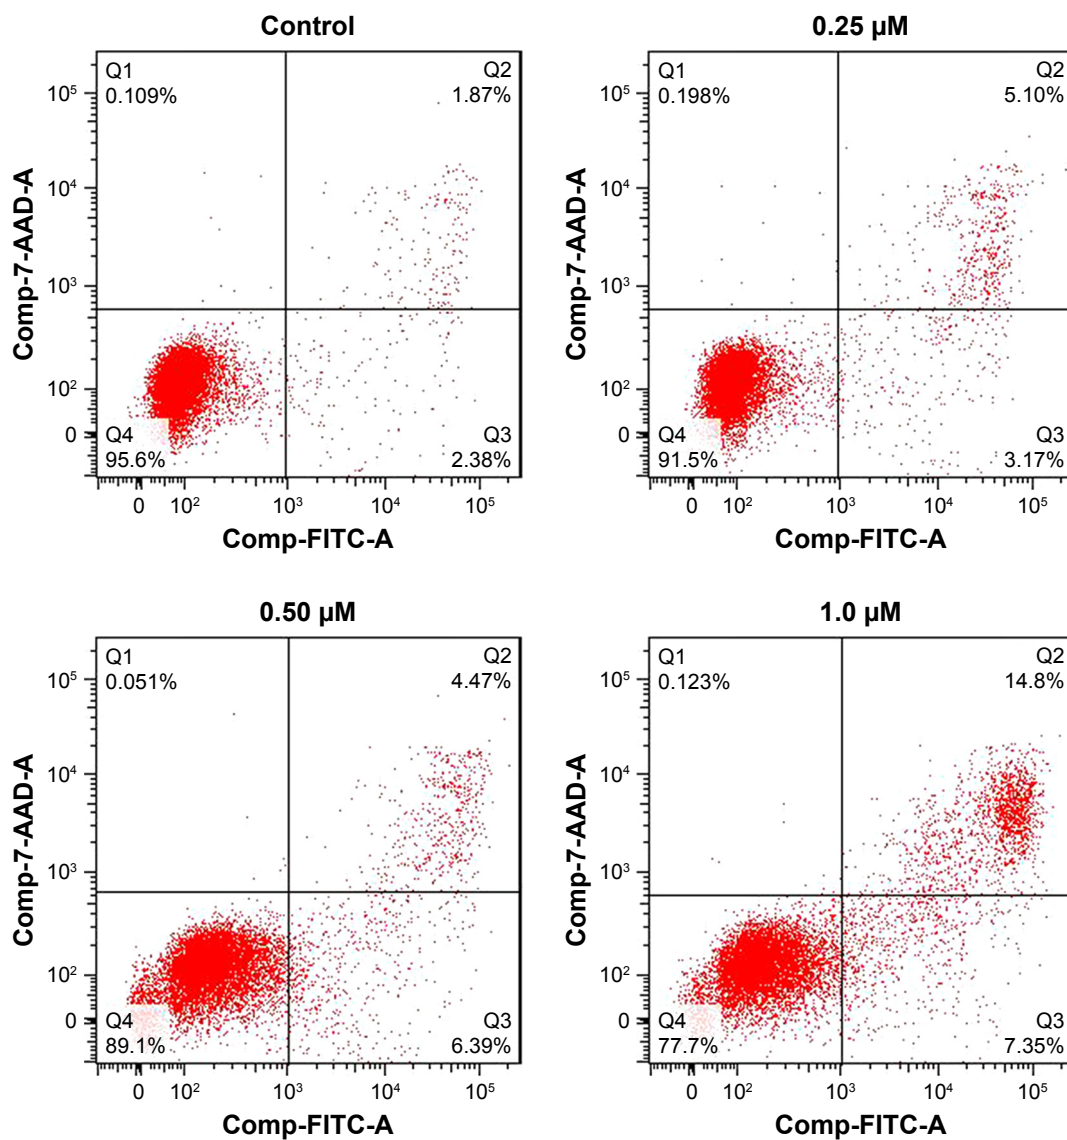 Control
Q1
0.109%
Q2
1.87%
10⁵
10⁴
10³
10²
0
Comp-7-AAD-A
Q4
95.6%
Q3
2.38%
0 10² 10³ 10⁴ 10⁵
Comp-FITC-A
0.25 µM
Q1
0.198%
Q2
5.10%
10⁵
10⁴
10³
10²
0
Comp-7-AAD-A
Q4
91.5%
Q3
3.17%
0 10² 10³ 10⁴ 10⁵
Comp-FITC-A
0.50 µM
Q1
0.051%
Q2
4.47%
10⁵
10⁴
10³
10²
0
Comp-7-AAD-A
Q4
89.1%
Q3
6.39%
0 10² 10³ 10⁴ 10⁵
Comp-FITC-A
1.0 µM
Q1
0.123%
Q2
14.8%
10⁵
10⁴
10³
10²
0
Comp-7-AAD-A
Q4
77.7%
Q3
7.35%
0 10² 10³ 10⁴ 10⁵
Comp-FITC-A